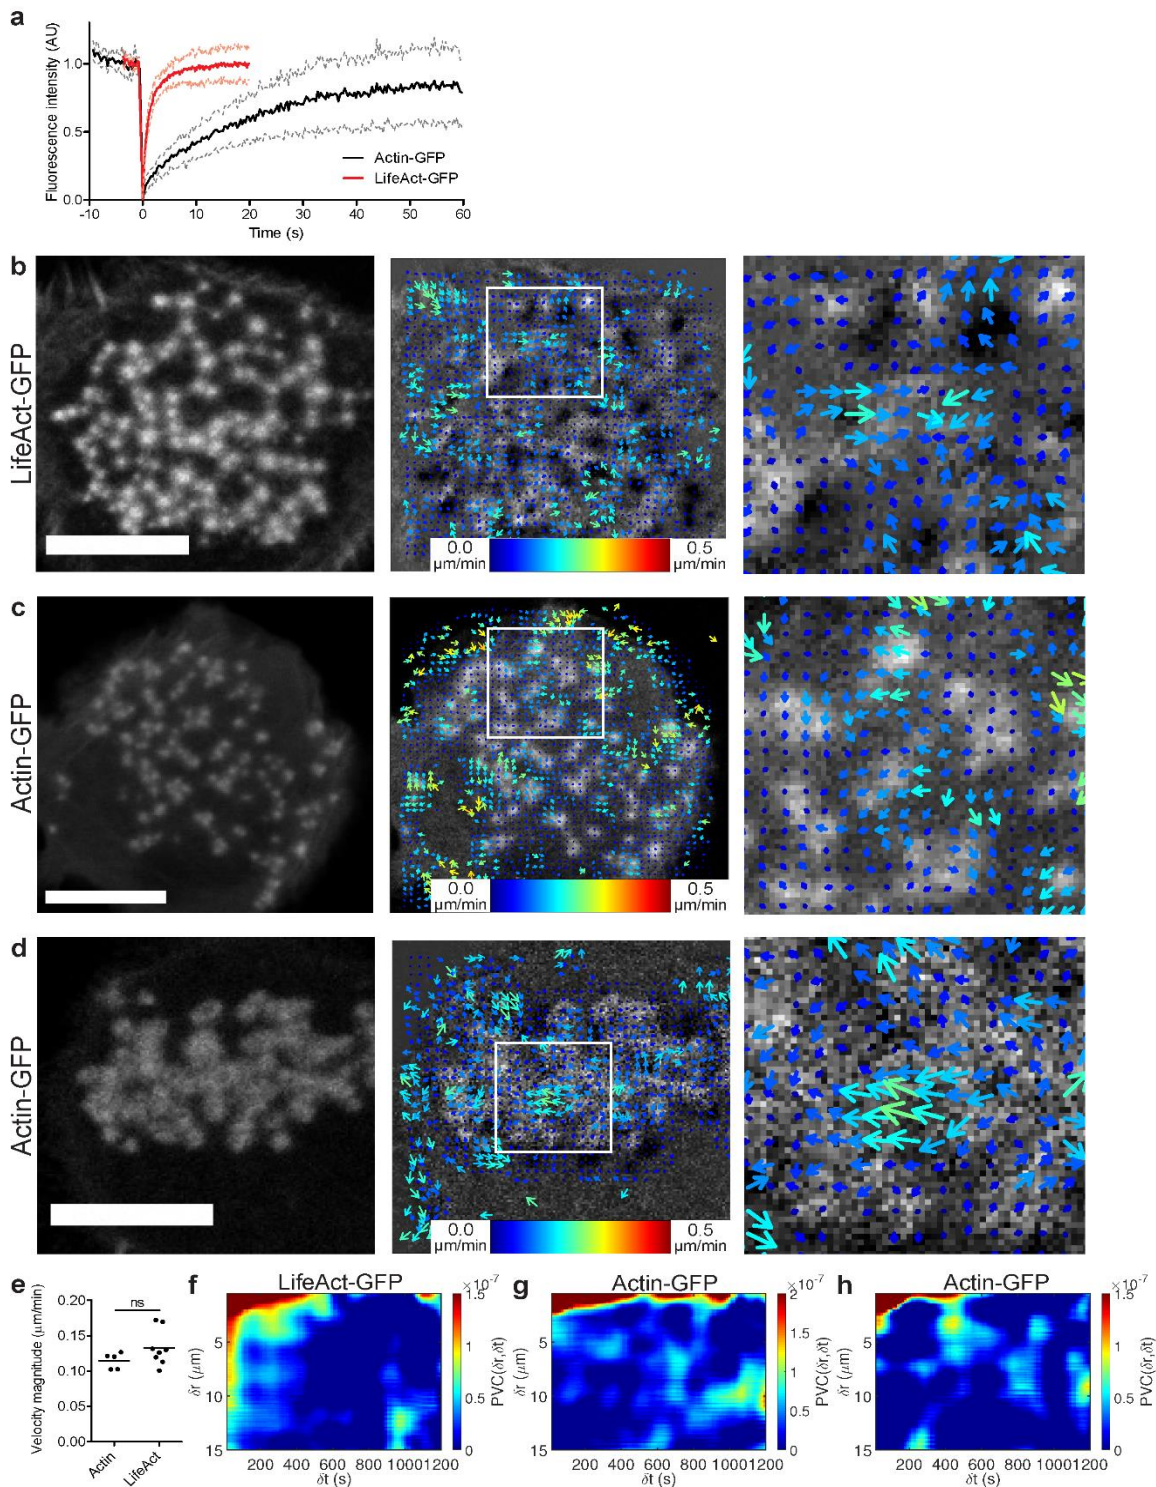 a
Fluorescence intensity (AU)
1.0
0.5
0.0
-10 0 10 20 30 40 50 60
Time (s)
Actin-GFP
LifeAct-GFP
b
LifeAct-GFP
0.0 µm/min
0.5 µm/min
c
Actin-GFP
0.0 µm/min
0.5 µm/min
d
Actin-GFP
0.0 µm/min
0.5 µm/min
e
Velocity magnitude (µm/min)
0.20
0.15
0.10
0.05
0.00
ns
Actin
LifeAct
f
LifeAct-GFP
δr (µm)
5
10
15
200 400 600 800 1000 1200
δt (s)
×10⁻⁷
1.5
1
0.5
0
PVC(δr,δt)
g
Actin-GFP
δr (µm)
5
10
15
200 400 600 800 1000 1200
δt (s)
×10⁻⁷
2
1.5
1
0.5
0
PVC(δr,δt)
h
Actin-GFP
δr (µm)
5
10
15
200 400 600 800 1000 1200
δt (s)
×10⁻⁷
1.5
1
0.5
0
PVC(δr,δt)